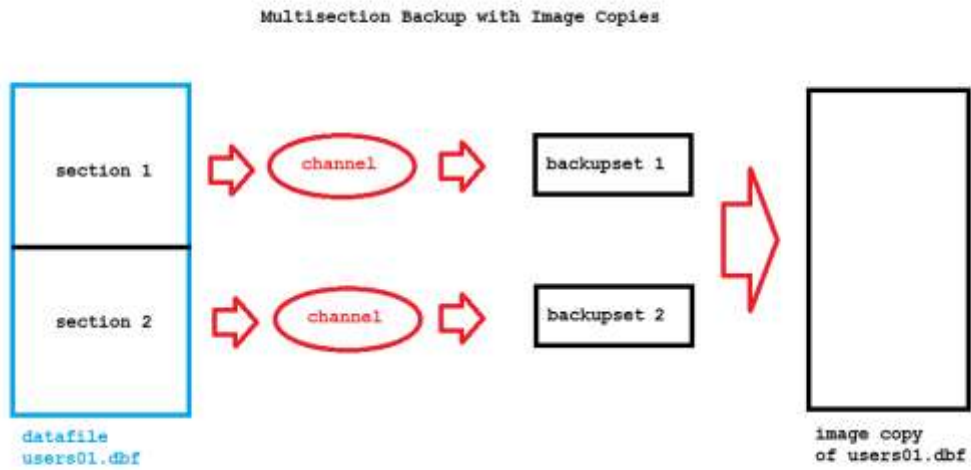 Multisection Backup with Image Copies
section 1
channel
backupset 1
section 2
channel
backupset 2
datafile
users01.dbf
image copy
of users01.dbf